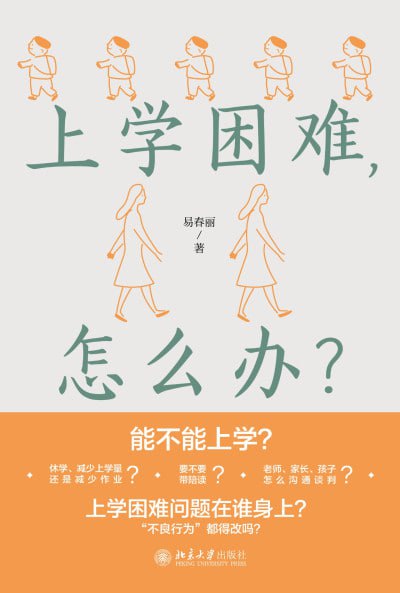 上学困难，
易春丽
/
著
怎么办？
能不能上学？
休学、减少上学量
还是减少作业？
要不要
带陪读？
老师、家长、孩子
怎么沟通谈判？
上学困难问题在谁身上？
“不良行为”都得改吗？
北京大学出版社
PEKING UNIVERSITY PRESS